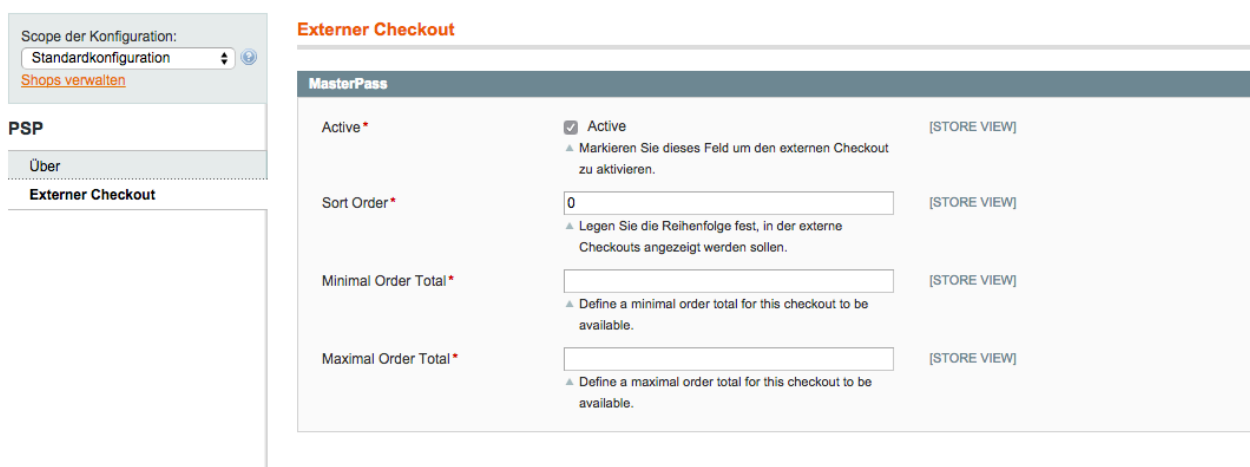 Scope der Konfiguration:
Standardkonfiguration
Shops verwalten
PSP
Über
Externer Checkout
Externer Checkout
MasterPass
Active* Active [STORE VIEW]
Markieren Sie dieses Feld um den externen Checkout
zu aktivieren.
Sort Order* 0 [STORE VIEW]
Legen Sie die Reihenfolge fest, in der externe
Checkouts angezeigt werden sollen.
Minimal Order Total* [STORE VIEW]
Define a minimal order total for this checkout to be
available.
Maximal Order Total* [STORE VIEW]
Define a maximal order total for this checkout to be
available.